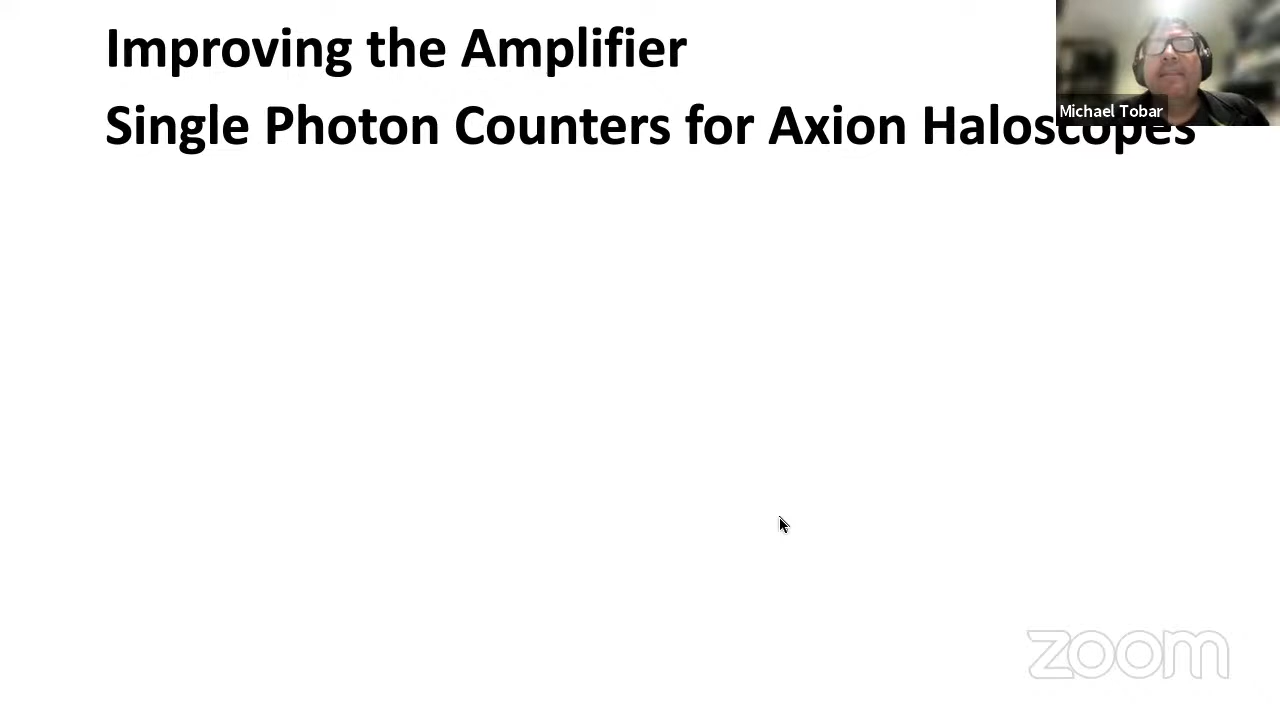 Improving the Amplifier
Single Photon Counters for Axion Haloscopes
Michael Tobar
zoom